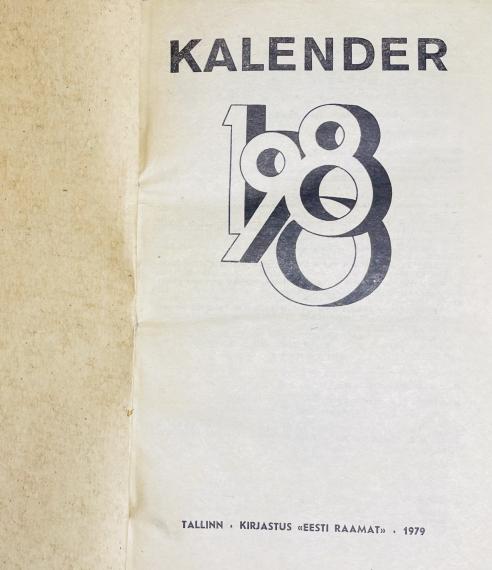 KALENDER
1980
TALLINN · KIRJASTUS «EESTI RAAMAT» · 1979